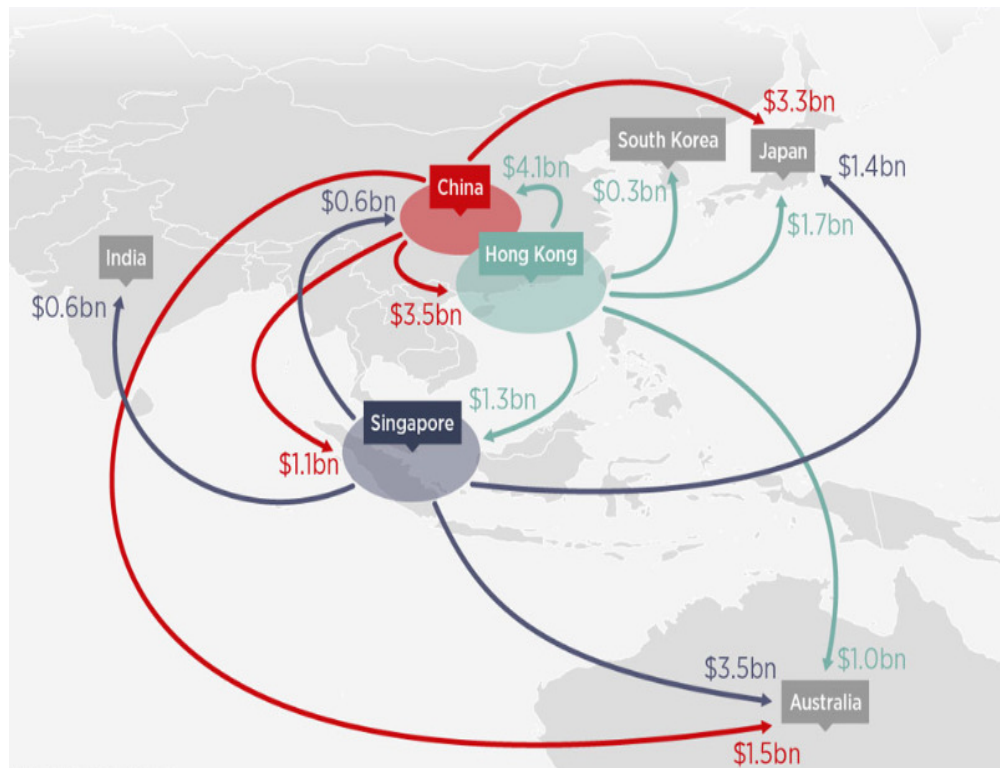 $3.3bn
South Korea
Japan
$4.1bn
$1.4bn
China
$0.6bn
$0.3bn
$1.7bn
Hong Kong
India
$0.6bn
$3.5bn
$1.3bn
Singapore
$1.1bn
$3.5bn
$1.0bn
Australia
$1.5bn